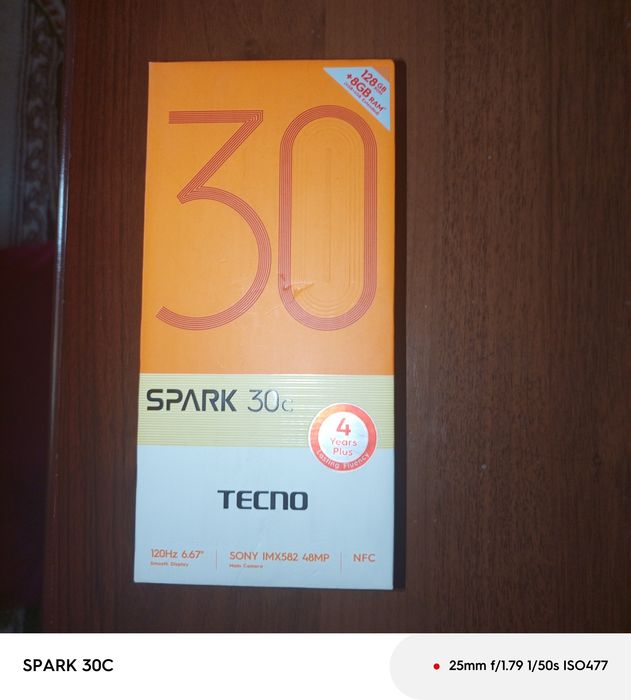 128GB ROM
+8GB RAM*
30
SPARK 30C
4
Years
Plus
Lasting Fluency
TECNO
120Hz 6.67"
Smooth Display
SONY IMX582 48MP
Main Camera
NFC
SPARK 30C
25mm f/1.79 1/50s ISO477